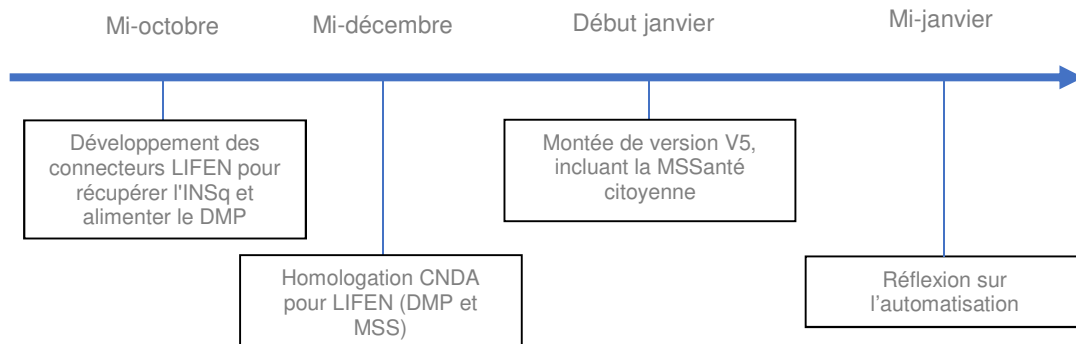 Mi-octobre
Mi-décembre
Début janvier
Mi-janvier
Développement des
connecteurs LIFEN pour
récupérer l'INSq et
alimenter le DMP
Homologation CNDA
pour LIFEN (DMP et
MSS)
Montée de version V5,
incluant la MSSanté
citoyenne
Réflexion sur
l’automatisation